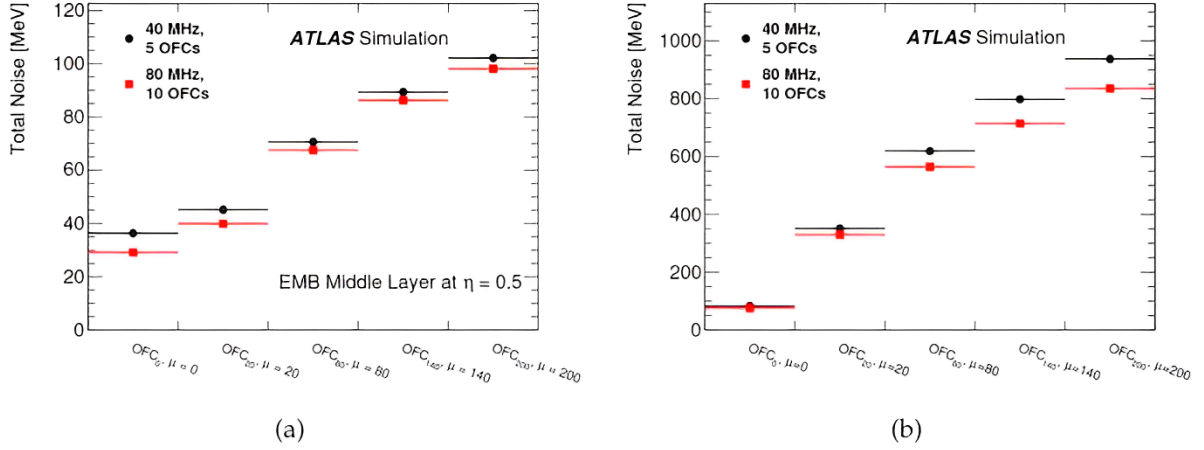 Total Noise [MeV]
120
100
80
60
40
20
0
40 MHz,
5 OFCs
80 MHz,
10 OFCs
ATLAS Simulation
EMB Middle Layer at η = 0.5
OFC₀, μ = 0
OFC₂₀, μ = 20
OFC₈₀, μ = 80
OFC₁₄₀, μ = 140
OFC₂₀₀, μ = 200
(a)
Total Noise [MeV]
1000
800
600
400
200
0
40 MHz,
5 OFCs
80 MHz,
10 OFCs
ATLAS Simulation
OFC₀, μ=0
OFC₂₀, μ=20
OFC₈₀, μ=80
OFC₁₄₀, μ=140
OFC₂₀₀, μ=200
(b)